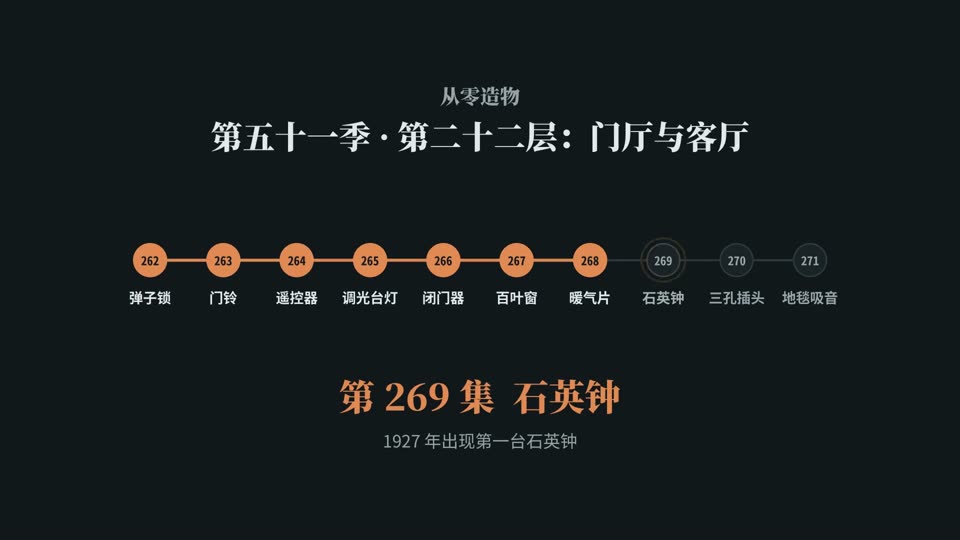 从零造物
第五十一季·第二十二层：门厅与客厅
262 263 264 265 266 267 268 269 270 271
弹子锁 门铃 遥控器 调光台灯 闭门器 百叶窗 暖气片 石英钟 三孔插头 地毯吸音
第 269 集 石英钟
1927 年出现第一台石英钟